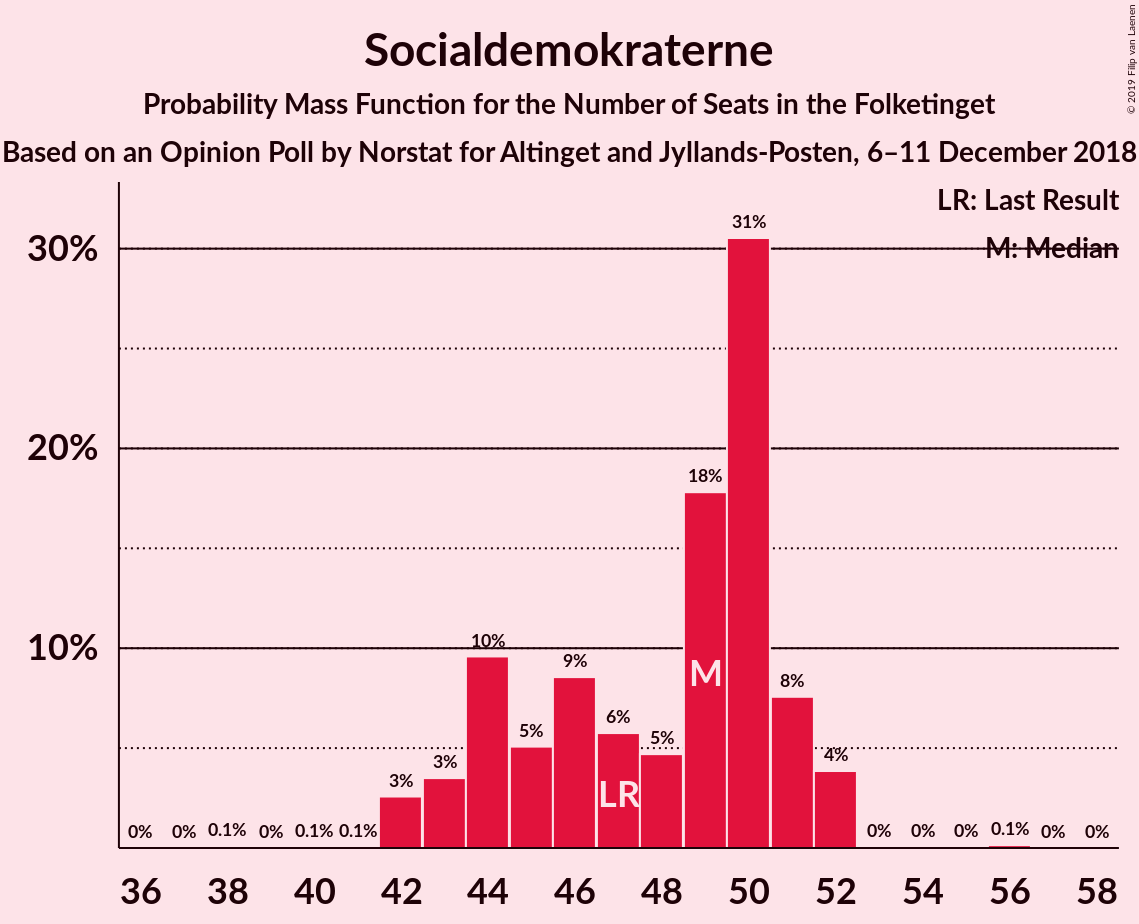 © 2019 Filip van Laenen
Socialdemokraterne
Probability Mass Function for the Number of Seats in the Folketinget
Based on an Opinion Poll by Norstat for Altinget and Jyllands-Posten, 6–11 December 2018
LR: Last Result
M: Median
30%
20%
10%
0% 0% 0.1% 0% 0.1% 0.1% 3% 3% 10% 5% 9% 6% 5% 18% 31% 8% 4% 0% 0% 0% 0.1% 0% 0%
M
LR
36 38 40 42 44 46 48 50 52 54 56 58